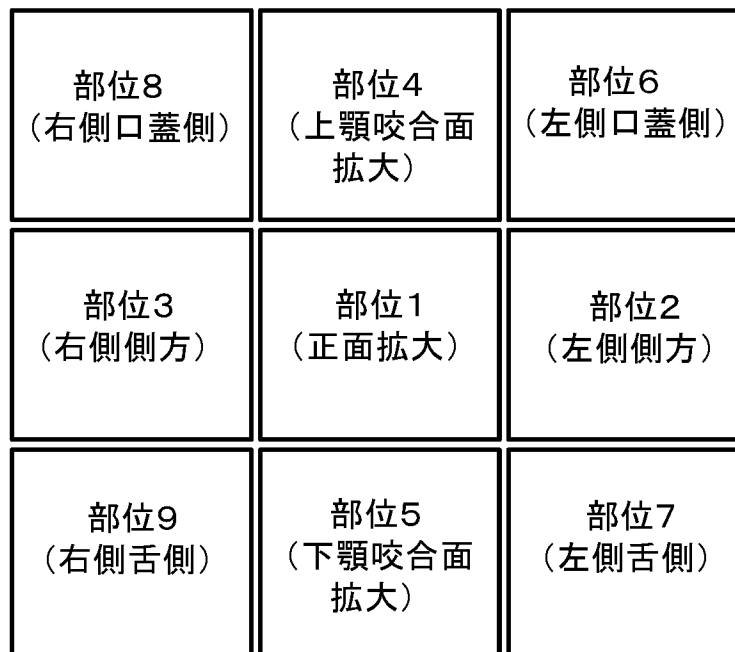 部位8
(右側口蓋側)
部位4
(上顎咬合面
拡大)
部位6
(左側口蓋側)
部位3
(右側側方)
部位1
(正面拡大)
部位2
(左側側方)
部位9
(右側舌側)
部位5
(下顎咬合面
拡大)
部位7
(左側舌側)